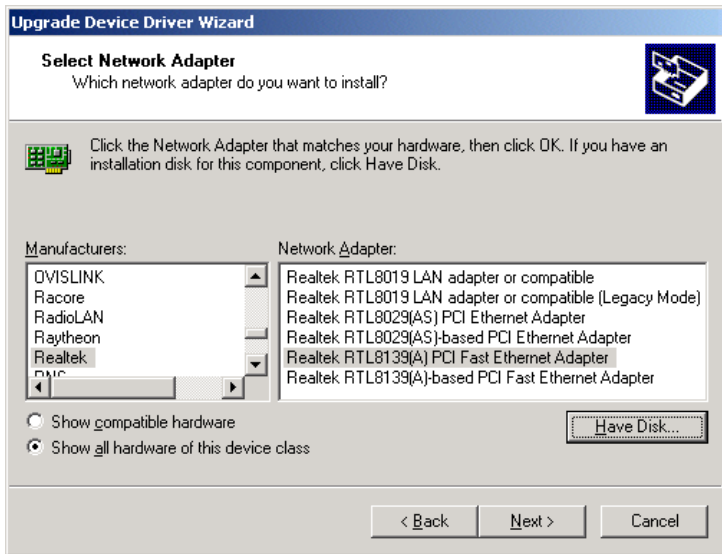 Upgrade Device Driver Wizard
Select Network Adapter
Which network adapter do you want to install?
Click the Network Adapter that matches your hardware, then click OK. If you have an
installation disk for this component, click Have Disk.
Manufacturers:
OVISLINK
Racore
RadioLAN
Raytheon
Realtek
Network Adapter:
Realtek RTL8019 LAN adapter or compatible
Realtek RTL8019 LAN adapter or compatible (Legacy Mode)
Realtek RTL8029(AS) PCI Ethernet Adapter
Realtek RTL8029(AS)-based PCI Ethernet Adapter
Realtek RTL8139(A) PCI Fast Ethernet Adapter
Realtek RTL8139(A)-based PCI Fast Ethernet Adapter
Show compatible hardware
Show all hardware of this device class
Have Disk...
< Back
Next >
Cancel